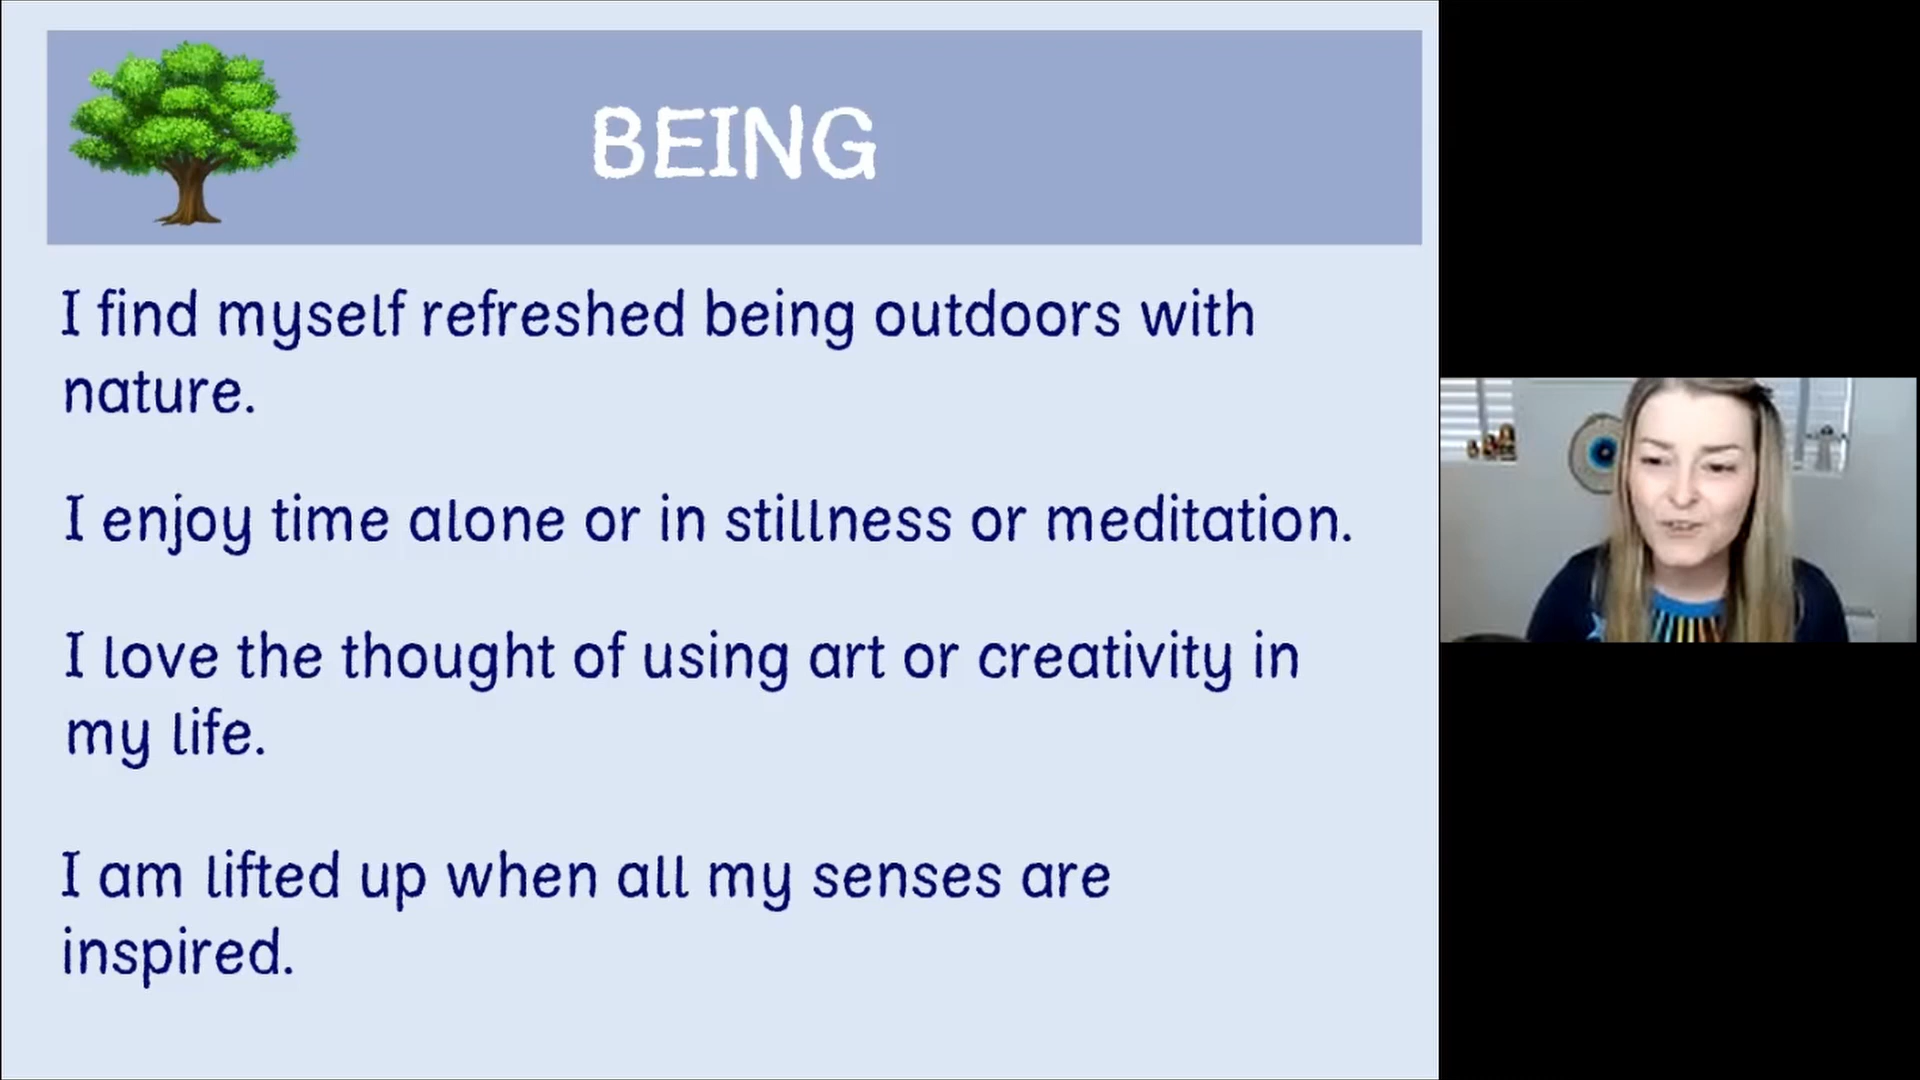 BEING
I find myself refreshed being outdoors with
nature.
I enjoy time alone or in stillness or meditation.
I love the thought of using art or creativity in
my life.
I am lifted up when all my senses are
inspired.